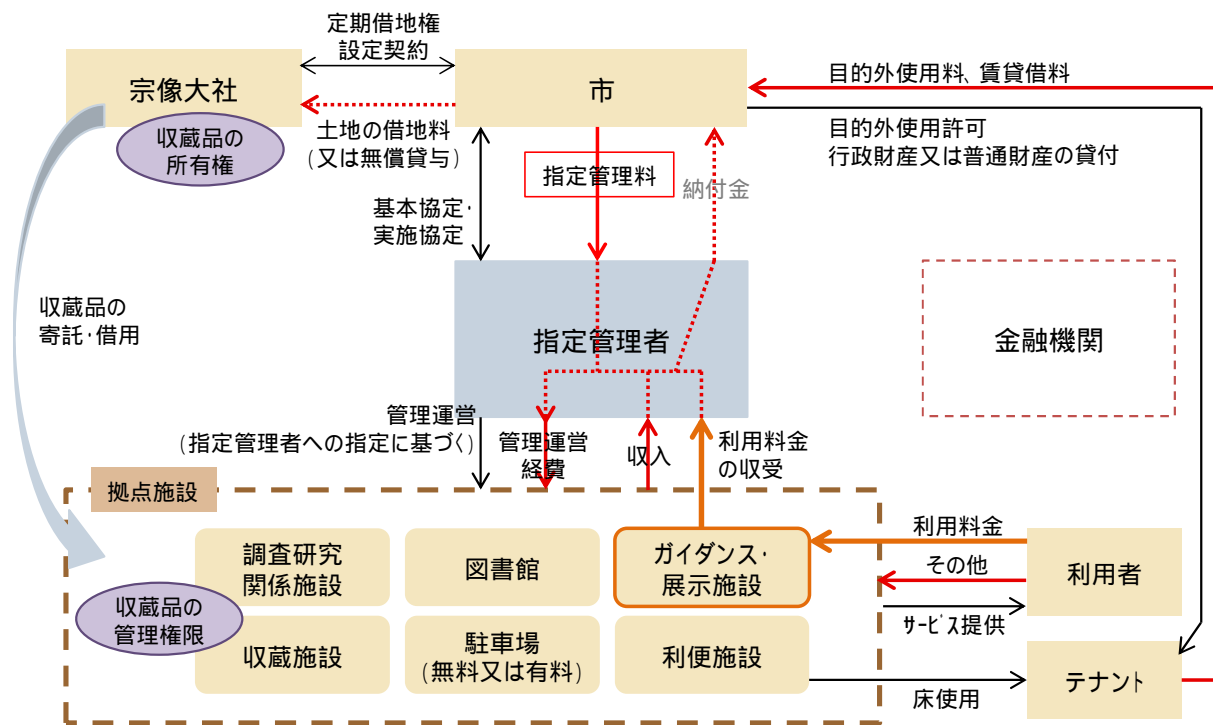 定期借地権
設定契約
宗像大社
市
目的外使用料、賃貸借料
収蔵品の
所有権
土地の借地料
(又は無償貸与)
目的外使用許可
行政財産又は普通財産の貸付
指定管理料
納付金
基本協定・
実施協定
収蔵品の
寄託・借用
指定管理者
金融機関
管理運営
(指定管理者への指定に基づく)
管理運営
経費
収入
利用料金
の収受
拠点施設
調査研究
関係施設
図書館
ガイダンス・
展示施設
利用料金
その他
利用者
サービス提供
収蔵品の
管理権限
収蔵施設
駐車場
(無料又は有料)
利便施設
床使用
テナント